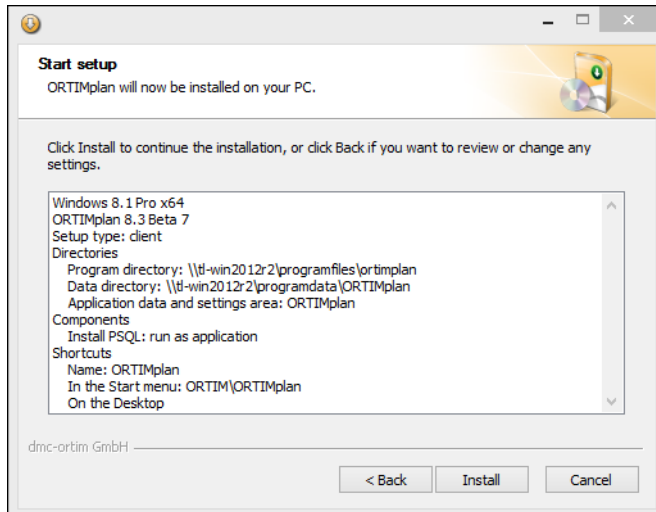 Start setup
ORTIMplan will now be installed on your PC.
Click Install to continue the installation, or click Back if you want to review or change any
settings.
Windows 8.1 Pro x64
ORTIMplan 8.3 Beta 7
Setup type: client
Directories
Program directory: \\tl-win2012r2\programfiles\ortimplan
Data directory: \\tl-win2012r2\programdata\ORTIMplan
Application data and settings area: ORTIMplan
Components
Install PSQL: run as application
Shortcuts
Name: ORTIMplan
In the Start menu: ORTIM\ORTIMplan
On the Desktop
dmc-ortim GmbH
< Back Install Cancel